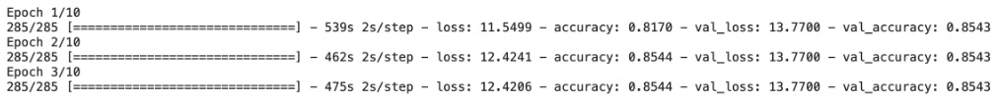 Epoch 1/10
285/285 [==============================] - 539s 2s/step - loss: 11.5499 - accuracy: 0.8170 - val_loss: 13.7700 - val_accuracy: 0.8543
Epoch 2/10
285/285 [==============================] - 462s 2s/step - loss: 12.4241 - accuracy: 0.8544 - val_loss: 13.7700 - val_accuracy: 0.8543
Epoch 3/10
285/285 [==============================] - 475s 2s/step - loss: 12.4206 - accuracy: 0.8544 - val_loss: 13.7700 - val_accuracy: 0.8543